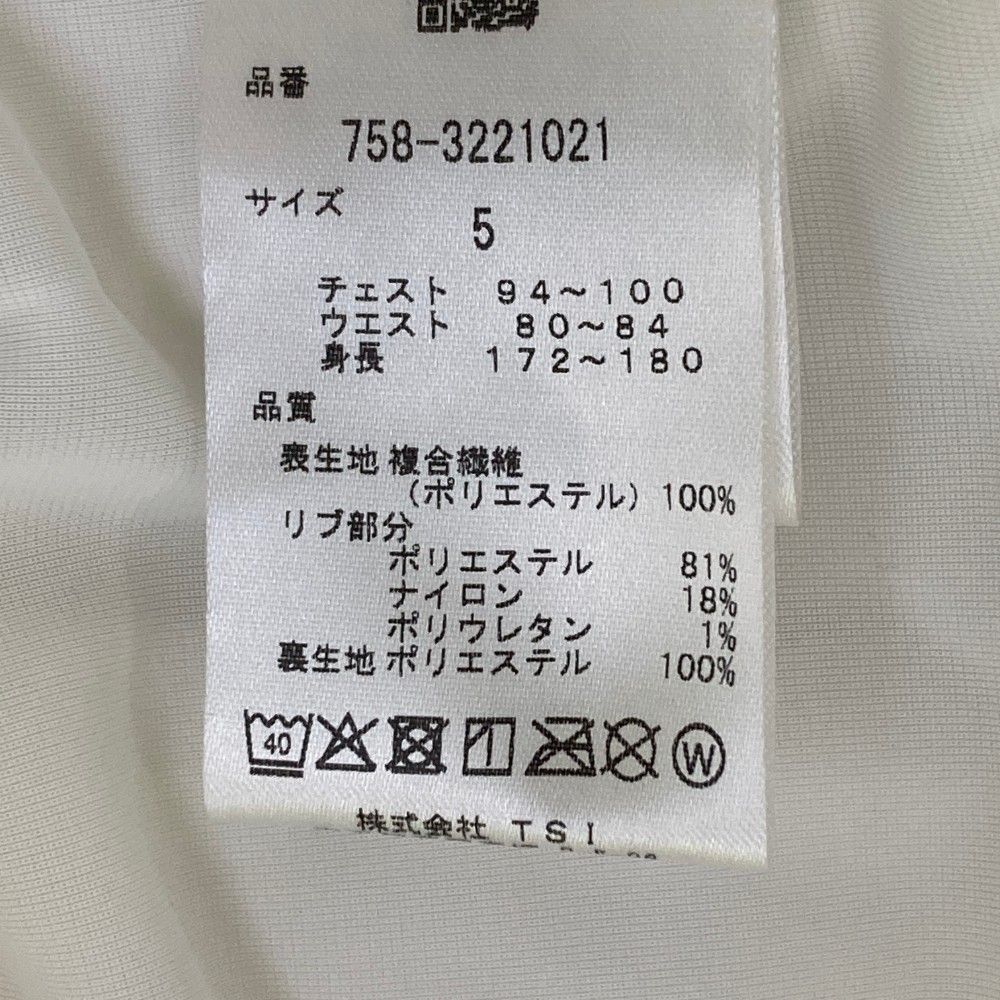 品番
758-3221021
サイズ
5
チェスト 94～100
ウエスト 80～84
身長 172～180
品質
表生地 複合繊維
(ポリエステル) 100%
リブ部分
ポリエステル 81%
ナイロン 18%
ポリウレタン 1%
裏生地 ポリエステル 100%
40 W
株式会社 TSI